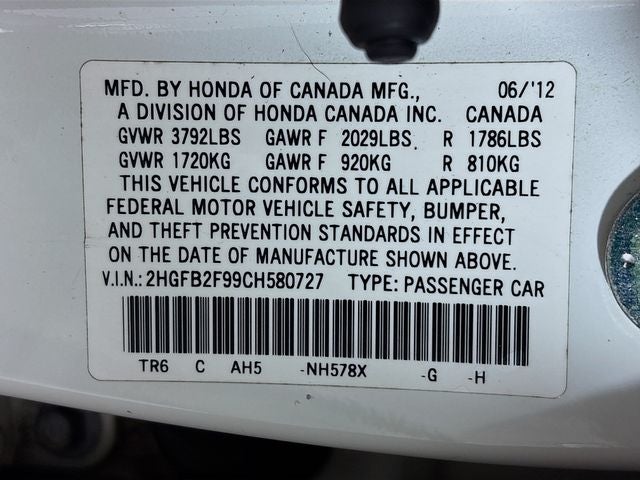 MFD. BY HONDA OF CANADA MFG., 06/'12
A DIVISION OF HONDA CANADA INC. CANADA
GVWR 3792LBS GAWR F 2029LBS. R 1786LBS
GVWR 1720KG GAWR F 920KG R 810KG
THIS VEHICLE CONFORMS TO ALL APPLICABLE
FEDERAL MOTOR VEHICLE SAFETY, BUMPER,
AND THEFT PREVENTION STANDARDS IN EFFECT
ON THE DATE OF MANUFACTURE SHOWN ABOVE.
V.I.N.: 2HGFB2F99CH580727 TYPE: PASSENGER CAR
TR6 C AH5 -NH578X -G -H